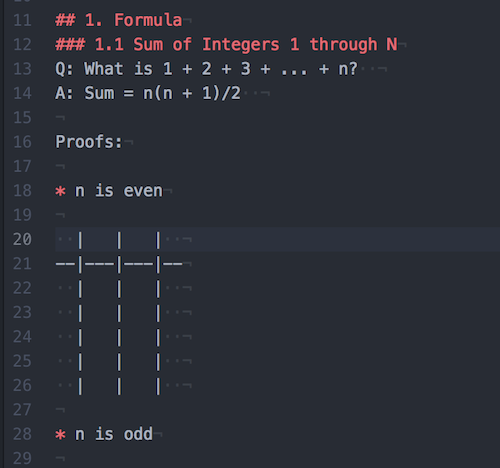 11 ## 1. Formula¬
12 ### 1.1 Sum of Integers 1 through N¬
13 Q: What is 1 + 2 + 3 + ... + n?··¬
14 A: Sum = n(n + 1)/2··¬
15 ¬
16 Proofs:¬
17 ¬
18 * n is even¬
19 ¬
20 ··|   |   |··¬
21 --|---|---|--¬
22 ··|   |   |··¬
23 ··|   |   |··¬
24 ··|   |   |··¬
25 ··|   |   |··¬
26 ··|   |   |··¬
27 ¬
28 * n is odd¬
29 ¬